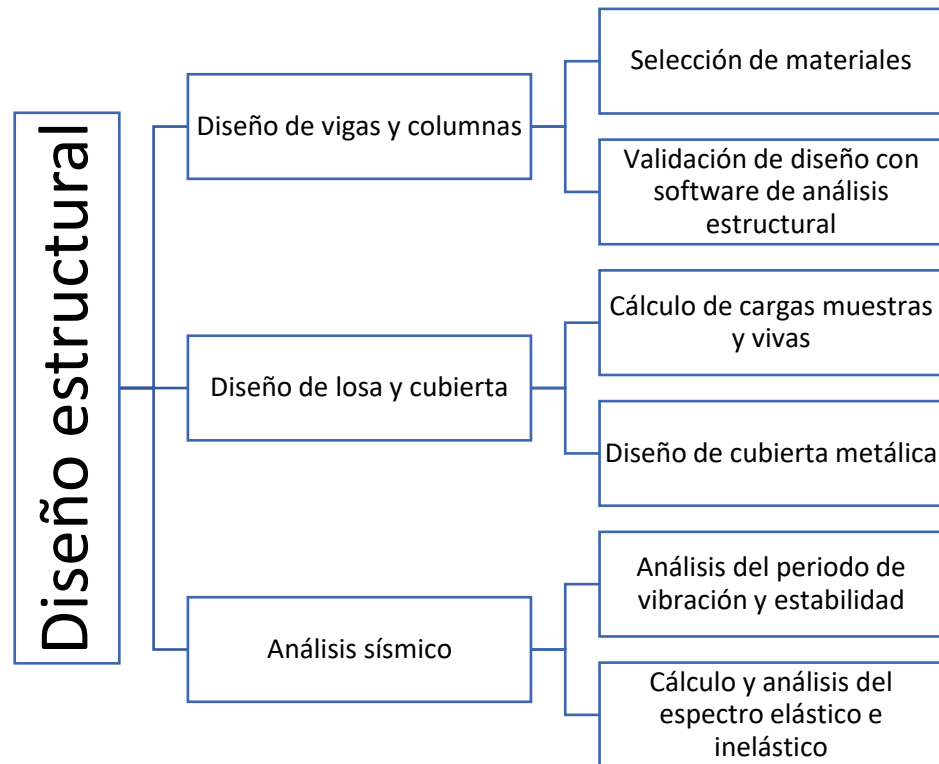 Diseño estructural
Diseño de vigas y columnas
Selección de materiales
Validación de diseño con
software de análisis
estructural
Diseño de losa y cubierta
Cálculo de cargas muestras
y vivas
Diseño de cubierta metálica
Análisis sísmico
Análisis del periodo de
vibración y estabilidad
Cálculo y análisis del
espectro elástico e
inelástico